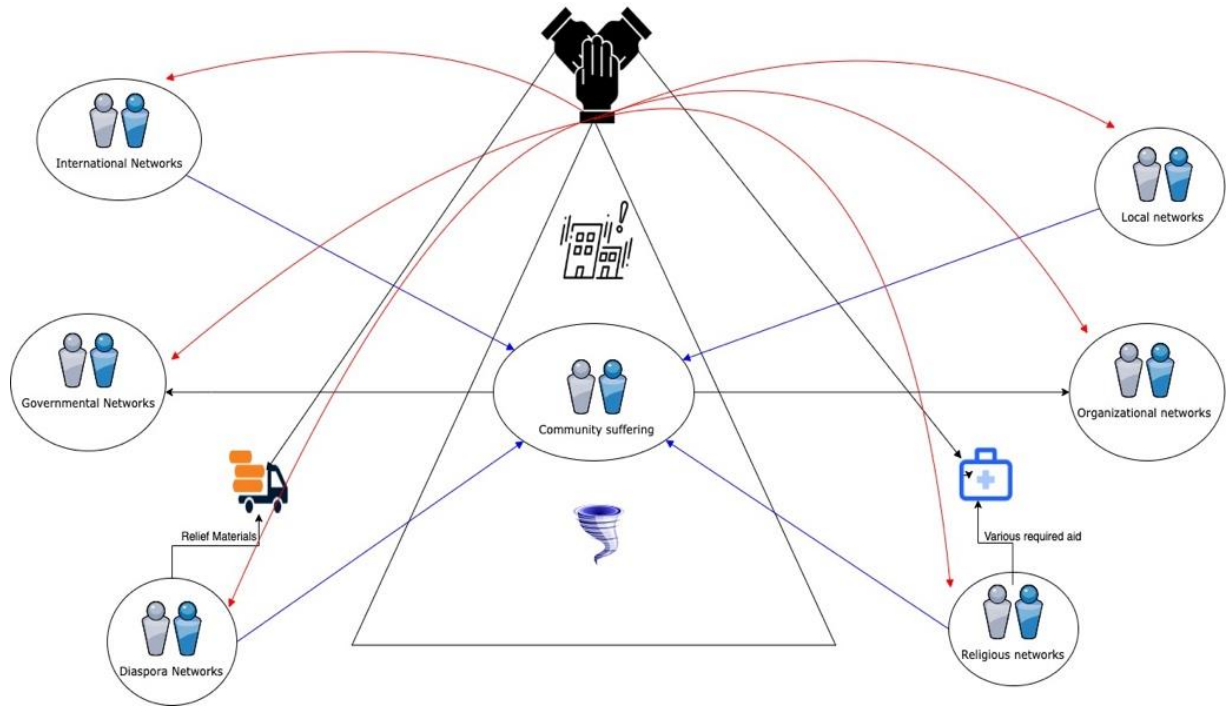 International Networks
Local networks
Governmental Networks
Community suffering
Organizational networks
Relief Materials
Various required aid
Diaspora Networks
Religious networks